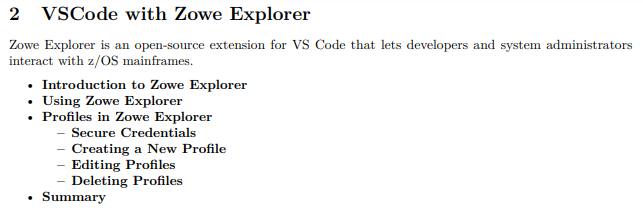 2 VSCode with Zowe Explorer
Zowe Explorer is an open-source extension for VS Code that lets developers and system administrators
interact with z/OS mainframes.
• Introduction to Zowe Explorer
• Using Zowe Explorer
• Profiles in Zowe Explorer
– Secure Credentials
– Creating a New Profile
– Editing Profiles
– Deleting Profiles
• Summary